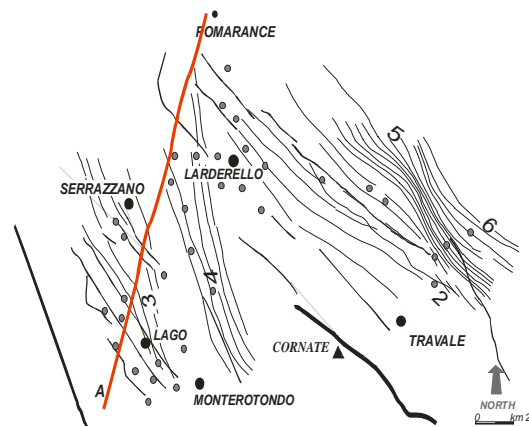 POMARANCE
5
LARDERELLO
SERRAZZANO
6
4
3
2
LAGO
CORNATE
TRAVALE
A
MONTEROTONDO
NORTH
0 km 2